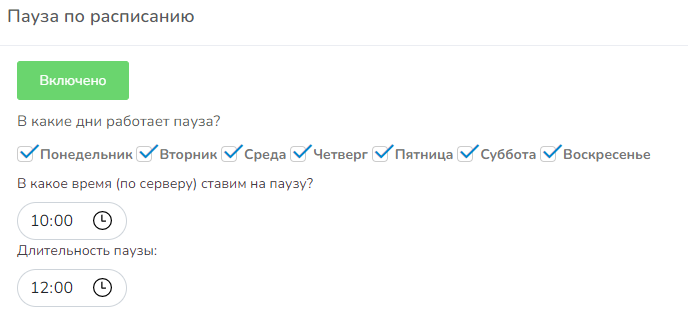 Пауза по расписанию
Включено
В какие дни работает пауза?
Понедельник Вторник Среда Четверг Пятница Суббота Воскресенье
В какое время (по серверу) ставим на паузу?
10:00
Длительность паузы:
12:00